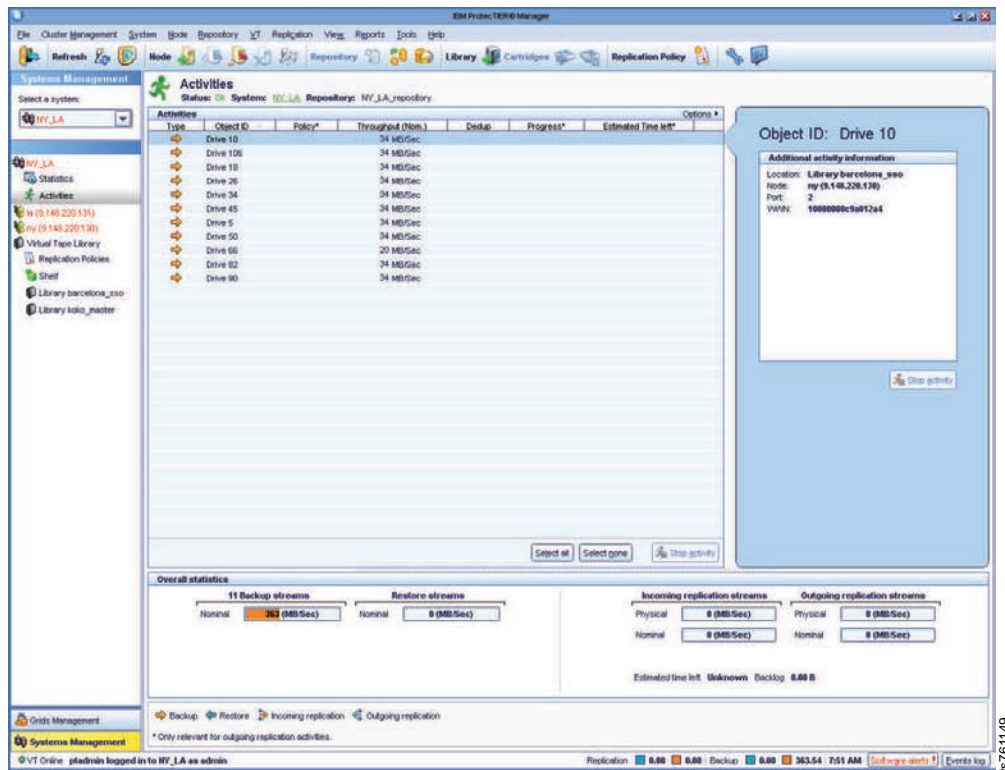 IBM ProtecTIER® Manager
File Cluster Management System Node Repository VT Replication View Reports Tools Help
Refresh Node Repository Library Cartridges Replication Policy
Systems Management
Select a system:
NY_LA
NY_LA
Statistics
Activities
la (9.148.220.131)
ny (9.148.220.130)
Virtual Tape Library
Replication Policies
Shelf
Library barcelona_sso
Library koko_master
Activities
Status: Ok System: NY_LA Repository: NY_LA_repository
Activities Options
Type Object ID Policy* Throughput (Nom.) Dedup Progress* Estimated Time left*
Drive 10 34 MB/Sec
Drive 34 MB/Sec
Drive 18 34 MB/Sec
Drive 26 34 MB/Sec
Drive 34 34 MB/Sec
Drive 45 34 MB/Sec
Drive 5 34 MB/Sec
Drive 50 34 MB/Sec
Drive 66 20 MB/Sec
Drive 82 34 MB/Sec
Drive 90 34 MB/Sec
Select all Select none Stop activity
Object ID: Drive 10
Additional activity information
Location: Library barcelona_sso
Node: ny (9.148.220.130)
Port: 2
WWN: 10000000c9a012a4
Stop activity
Overall statistics
11 Backup streams Restore streams Incoming replication streams Outgoing replication streams
Nominal 363 (MB/Sec) Nominal 0 (MB/Sec) Physical 0 (MB/Sec) Physical 0 (MB/Sec)
Nominal 0 (MB/Sec) Nominal 0 (MB/Sec)
Estimated time left Unknown Backlog 0.00 B
Backup Restore Incoming replication Outgoing replication
* Only relevant for outgoing replication activities.
Grids Management
Systems Management
VT Online ptadmin logged in to NY_LA as admin Replication 0.00 0.00 Backup 0.00 363.54 7:51 AM Software alerts ! Events log
as761149